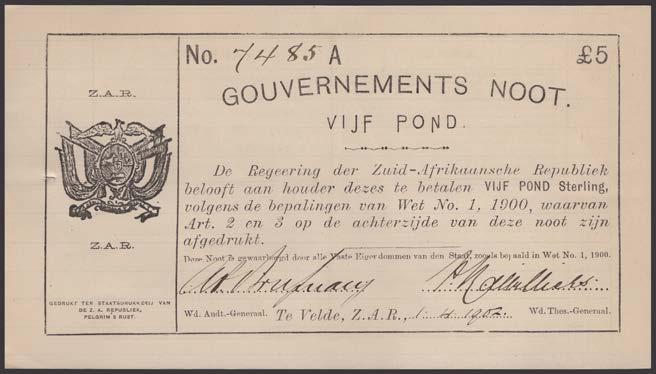 No. 7485 A
£5
GOUVERNEMENTS NOOT.
VIJF POND.
Z.A.R.
Z.A.R.
GEDRUKT TER STAATSDRUKKERIJ VAN
DE Z. A. REPUBLIEK,
PELGRIM'S RUST.
De Regeering der Zuid-Afrikaansche Republiek
belooft aan houder dezes te betalen VIJF POND Sterling,
volgens de bepalingen van Wet No. 1, 1900, waarvan
Art. 2 en 3 op de achterzijde van deze noot zijn
afgedrukt.
Deze Noot is gewaarborgd door alle Vaste Eigendommen van den Staat, zooals bepaald in Wet No. 1, 1900.
Wd. Audt.-Generaal. Te Velde, Z.A.R., 1.4.1902. Wd. Thes.-Generaal.